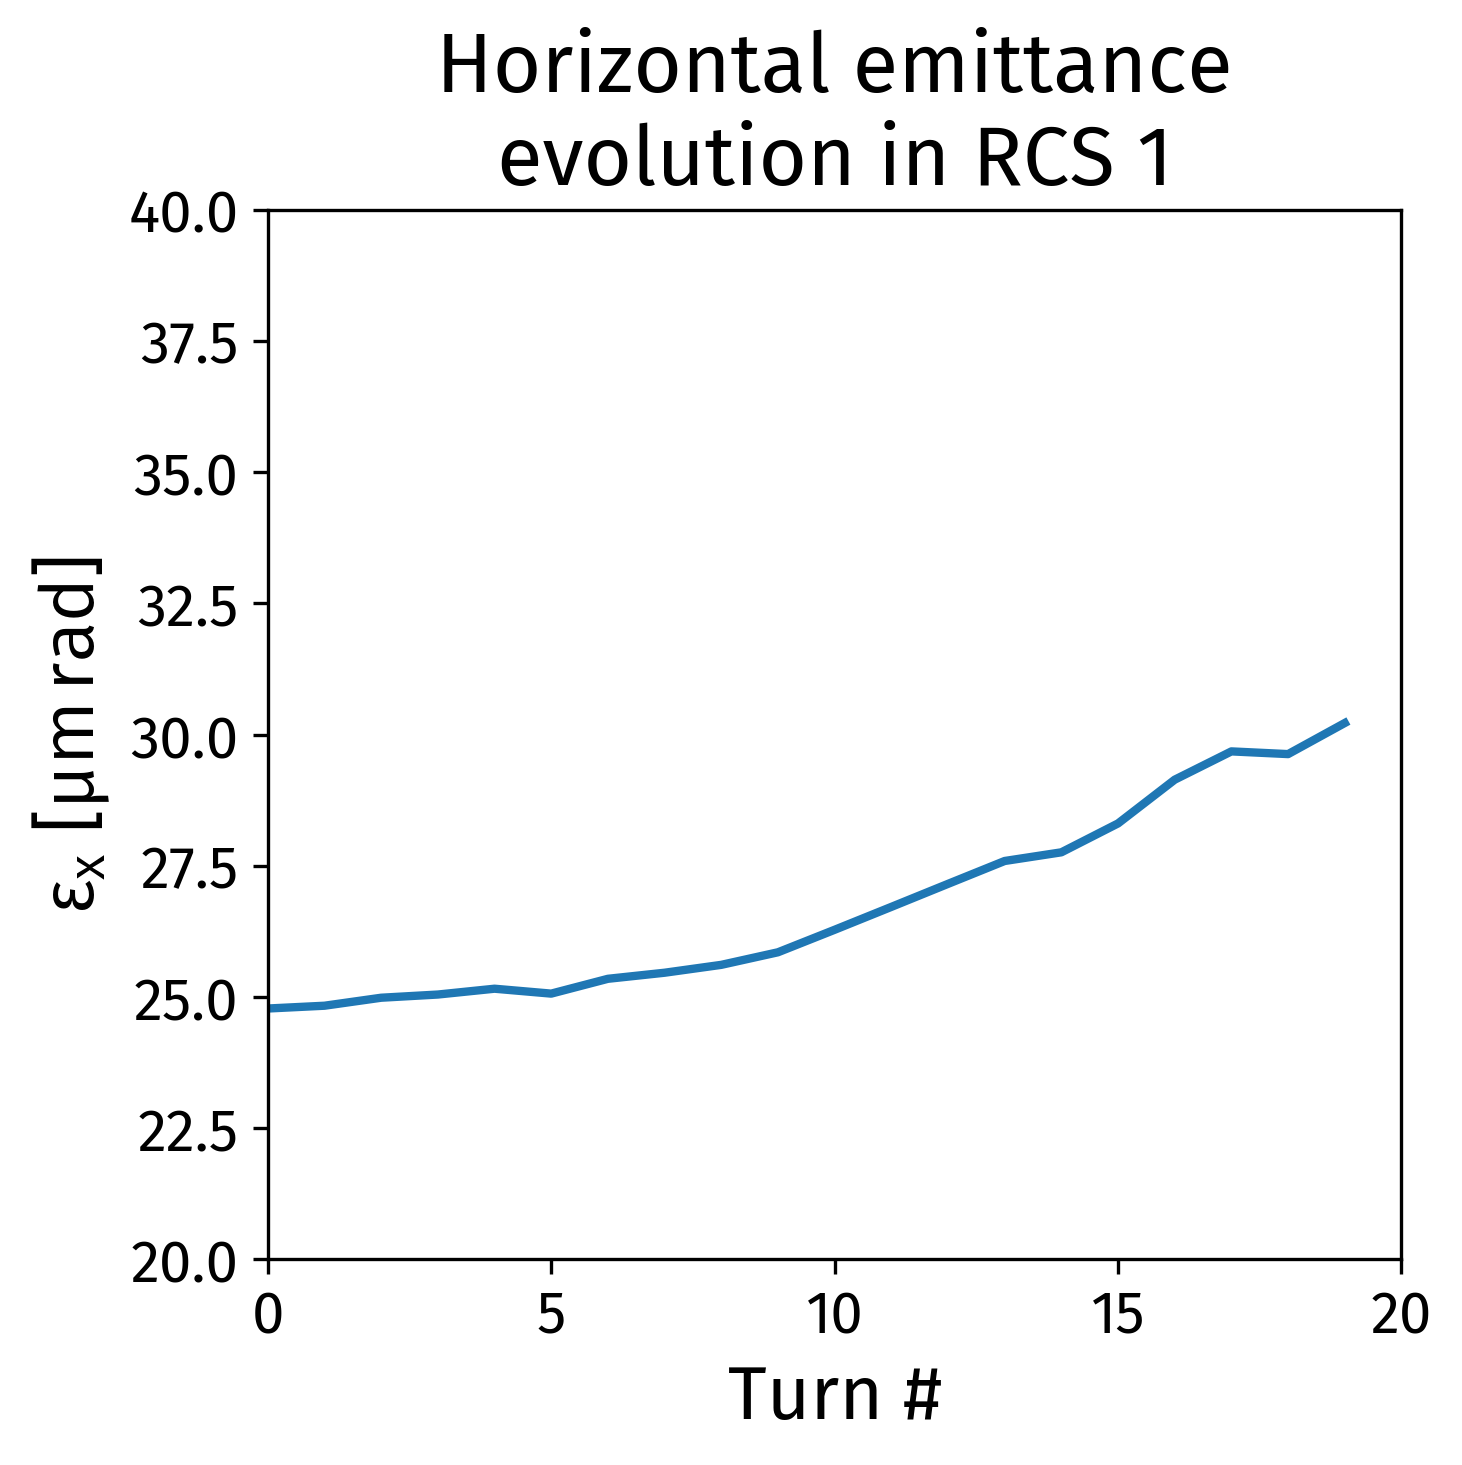 Horizontal emittance
evolution in RCS 1
40.0
37.5
35.0
32.5
30.0
27.5
25.0
22.5
20.0
εₓ [μm rad]
0 5 10 15 20
Turn #